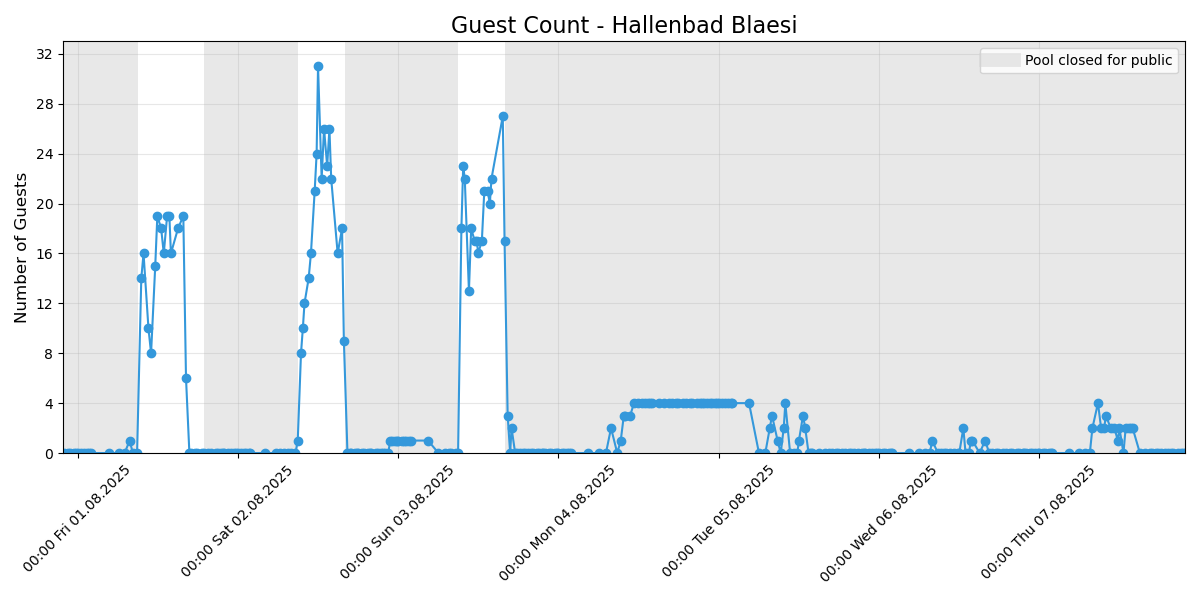 Guest Count - Hallenbad Blaesi
Pool closed for public
Number of Guests
32
28
24
20
16
12
8
4
0
00:00 Fri 01.08.2025
00:00 Sat 02.08.2025
00:00 Sun 03.08.2025
00:00 Mon 04.08.2025
00:00 Tue 05.08.2025
00:00 Wed 06.08.2025
00:00 Thu 07.08.2025